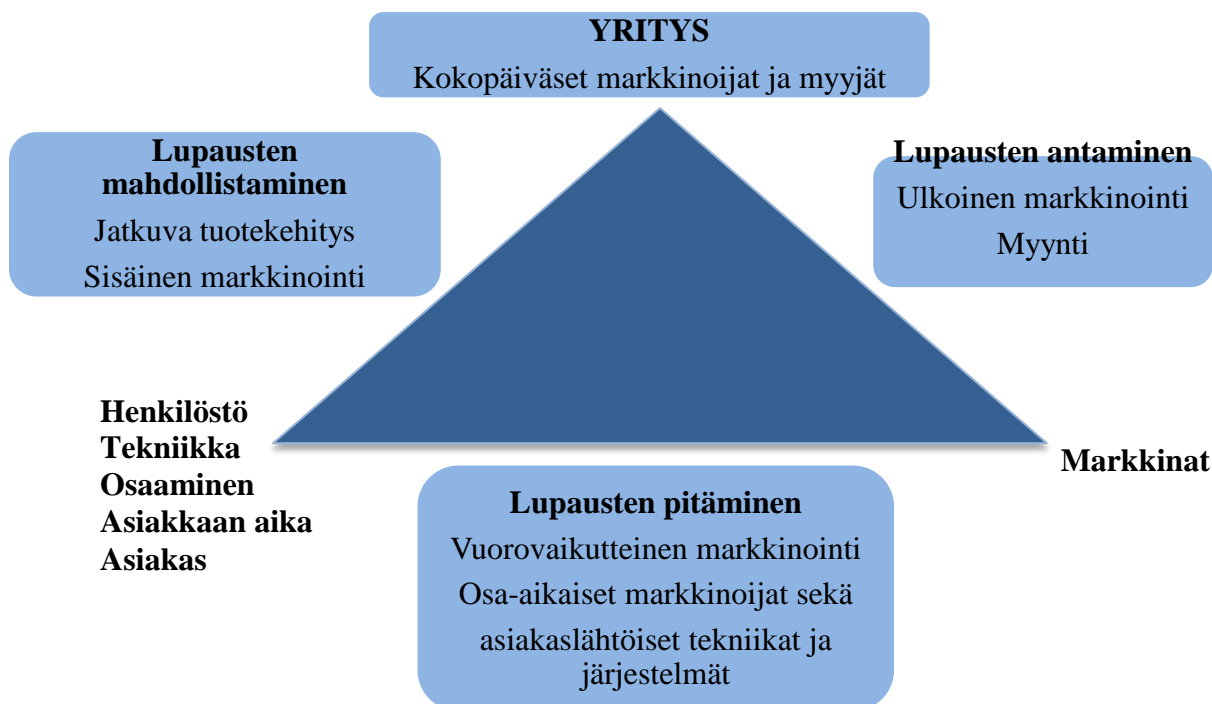 YRITYS
Kokopäiväset markkinoijat ja myyjät
Lupausten
mahdollistaminen
Jatkuva tuotekehitys
Sisäinen markkinointi
Lupausten antaminen
Ulkoinen markkinointi
Myynti
Henkilöstö
Tekniikka
Osaaminen
Asiakkaan aika
Asiakas
Markkinat
Lupausten pitäminen
Vuorovaikutteinen markkinointi
Osa-aikaiset markkinoijat sekä
asiakaslähtöiset tekniikat ja
järjestelmät